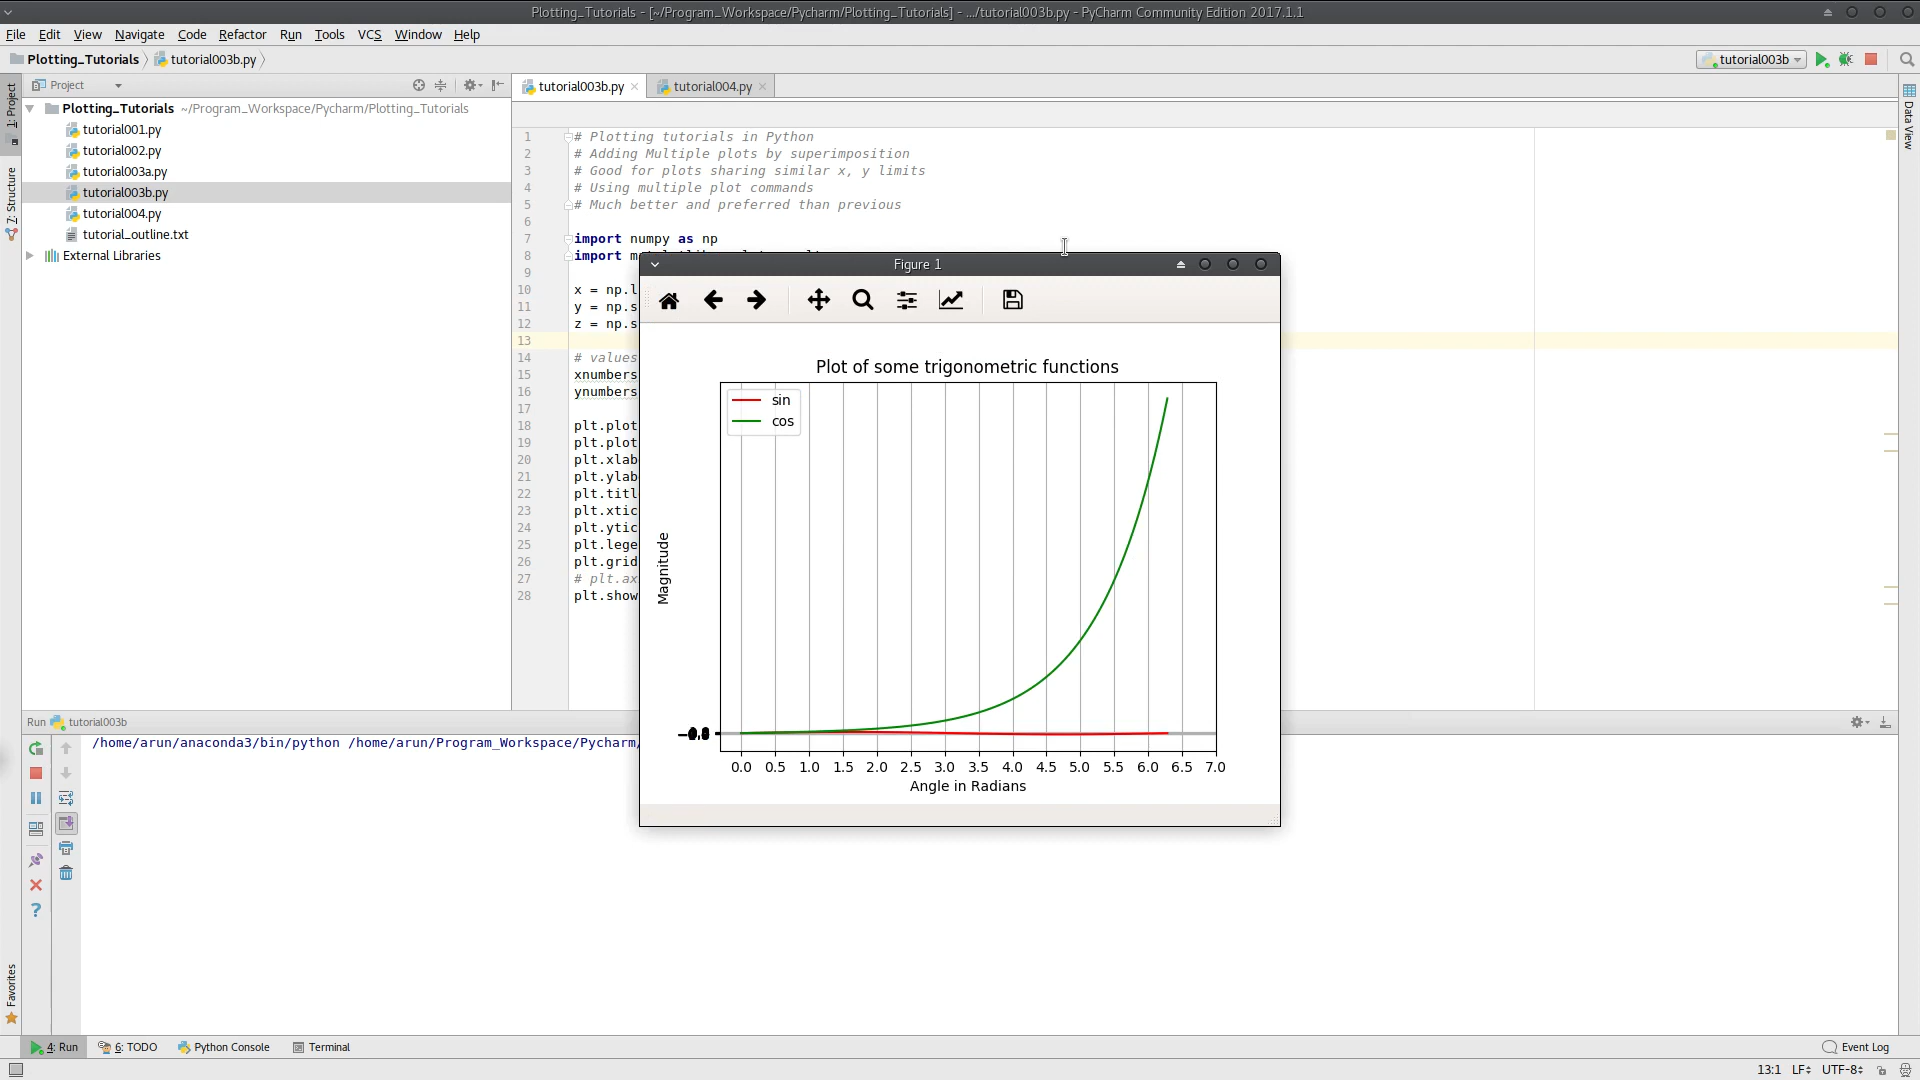 Plotting_Tutorials - [~/Program_Workspace/Pycharm/Plotting_Tutorials] - .../tutorial003b.py - PyCharm Community Edition 2017.1.1
File Edit View Navigate Code Refactor Run Tools VCS Window Help
Plotting_Tutorials tutorial003b.py
tutorial003b
1: Project
7: Structure
Favorites
Data View
Project
Plotting_Tutorials ~/Program_Workspace/Pycharm/Plotting_Tutorials
tutorial001.py
tutorial002.py
tutorial003a.py
tutorial003b.py
tutorial004.py
tutorial_outline.txt
External Libraries
tutorial003b.py tutorial004.py
1 # Plotting tutorials in Python
2 # Adding Multiple plots by superimposition
3 # Good for plots sharing similar x, y limits
4 # Using multiple plot commands
5 # Much better and preferred than previous
6
7 import numpy as np
8 import m
9
10 x = np.l
11 y = np.s
12 z = np.s
13
14 # values
15 xnumbers
16 ynumbers
17
18 plt.plot
19 plt.plot
20 plt.xlab
21 plt.ylab
22 plt.titl
23 plt.xtic
24 plt.ytic
25 plt.lege
26 plt.grid
27 # plt.ax
28 plt.show
Figure 1
Plot of some trigonometric functions
sin
cos
Magnitude
0.0 0.5 1.0 1.5 2.0 2.5 3.0 3.5 4.0 4.5 5.0 5.5 6.0 6.5 7.0
Angle in Radians
Run tutorial003b
/home/arun/anaconda3/bin/python /home/arun/Program_Workspace/Pycharm/
4: Run 6: TODO Python Console Terminal Event Log
13:1 LF UTF-8